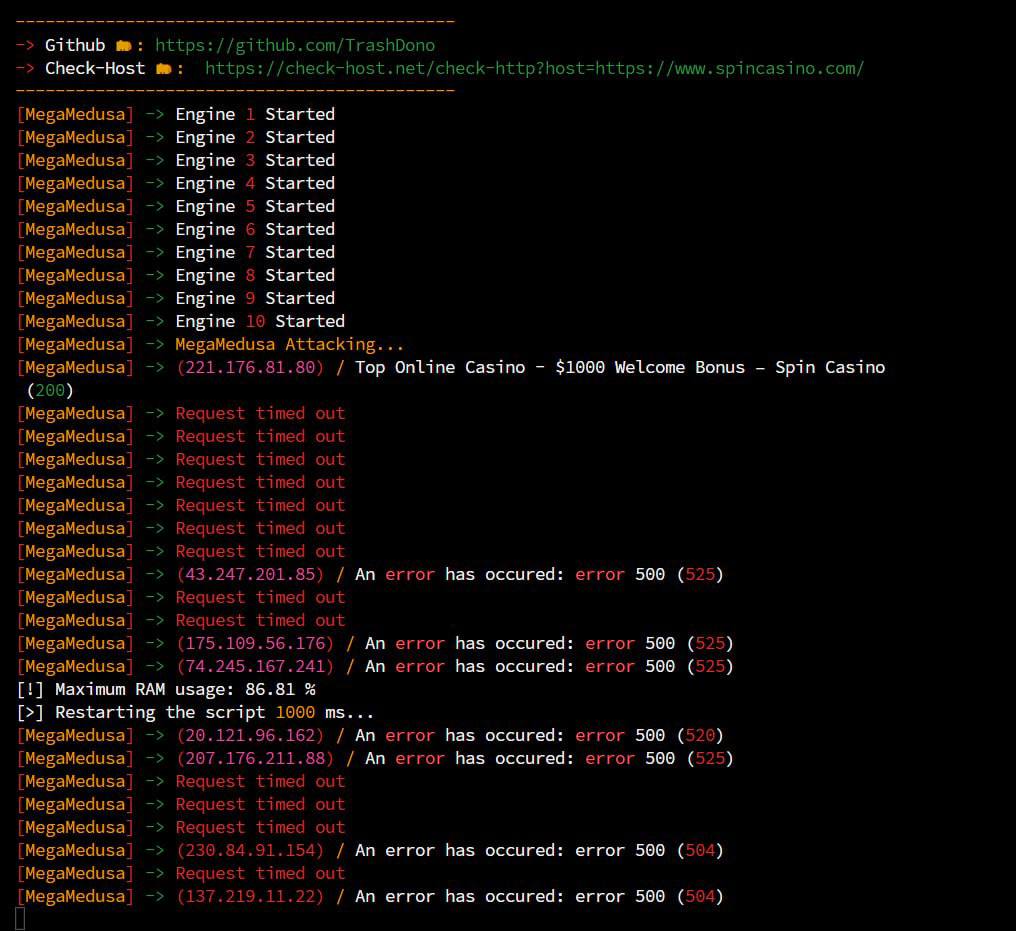 --------------------------------------------
-> Github : https://github.com/TrashDono
-> Check-Host : https://check-host.net/check-http?host=https://www.spincasino.com/
--------------------------------------------
[MegaMedusa] -> Engine 1 Started
[MegaMedusa] -> Engine 2 Started
[MegaMedusa] -> Engine 3 Started
[MegaMedusa] -> Engine 4 Started
[MegaMedusa] -> Engine 5 Started
[MegaMedusa] -> Engine 6 Started
[MegaMedusa] -> Engine 7 Started
[MegaMedusa] -> Engine 8 Started
[MegaMedusa] -> Engine 9 Started
[MegaMedusa] -> Engine 10 Started
[MegaMedusa] -> MegaMedusa Attacking...
[MegaMedusa] -> (221.176.81.80) / Top Online Casino - $1000 Welcome Bonus – Spin Casino
(200)
[MegaMedusa] -> Request timed out
[MegaMedusa] -> Request timed out
[MegaMedusa] -> Request timed out
[MegaMedusa] -> Request timed out
[MegaMedusa] -> Request timed out
[MegaMedusa] -> Request timed out
[MegaMedusa] -> Request timed out
[MegaMedusa] -> (43.247.201.85) / An error has occured: error 500 (525)
[MegaMedusa] -> Request timed out
[MegaMedusa] -> Request timed out
[MegaMedusa] -> (175.109.56.176) / An error has occured: error 500 (525)
[MegaMedusa] -> (74.245.167.241) / An error has occured: error 500 (525)
[!] Maximum RAM usage: 86.81 %
[>] Restarting the script 1000 ms...
[MegaMedusa] -> (20.121.96.162) / An error has occured: error 500 (520)
[MegaMedusa] -> (207.176.211.88) / An error has occured: error 500 (525)
[MegaMedusa] -> Request timed out
[MegaMedusa] -> Request timed out
[MegaMedusa] -> Request timed out
[MegaMedusa] -> (230.84.91.154) / An error has occured: error 500 (504)
[MegaMedusa] -> Request timed out
[MegaMedusa] -> (137.219.11.22) / An error has occured: error 500 (504)